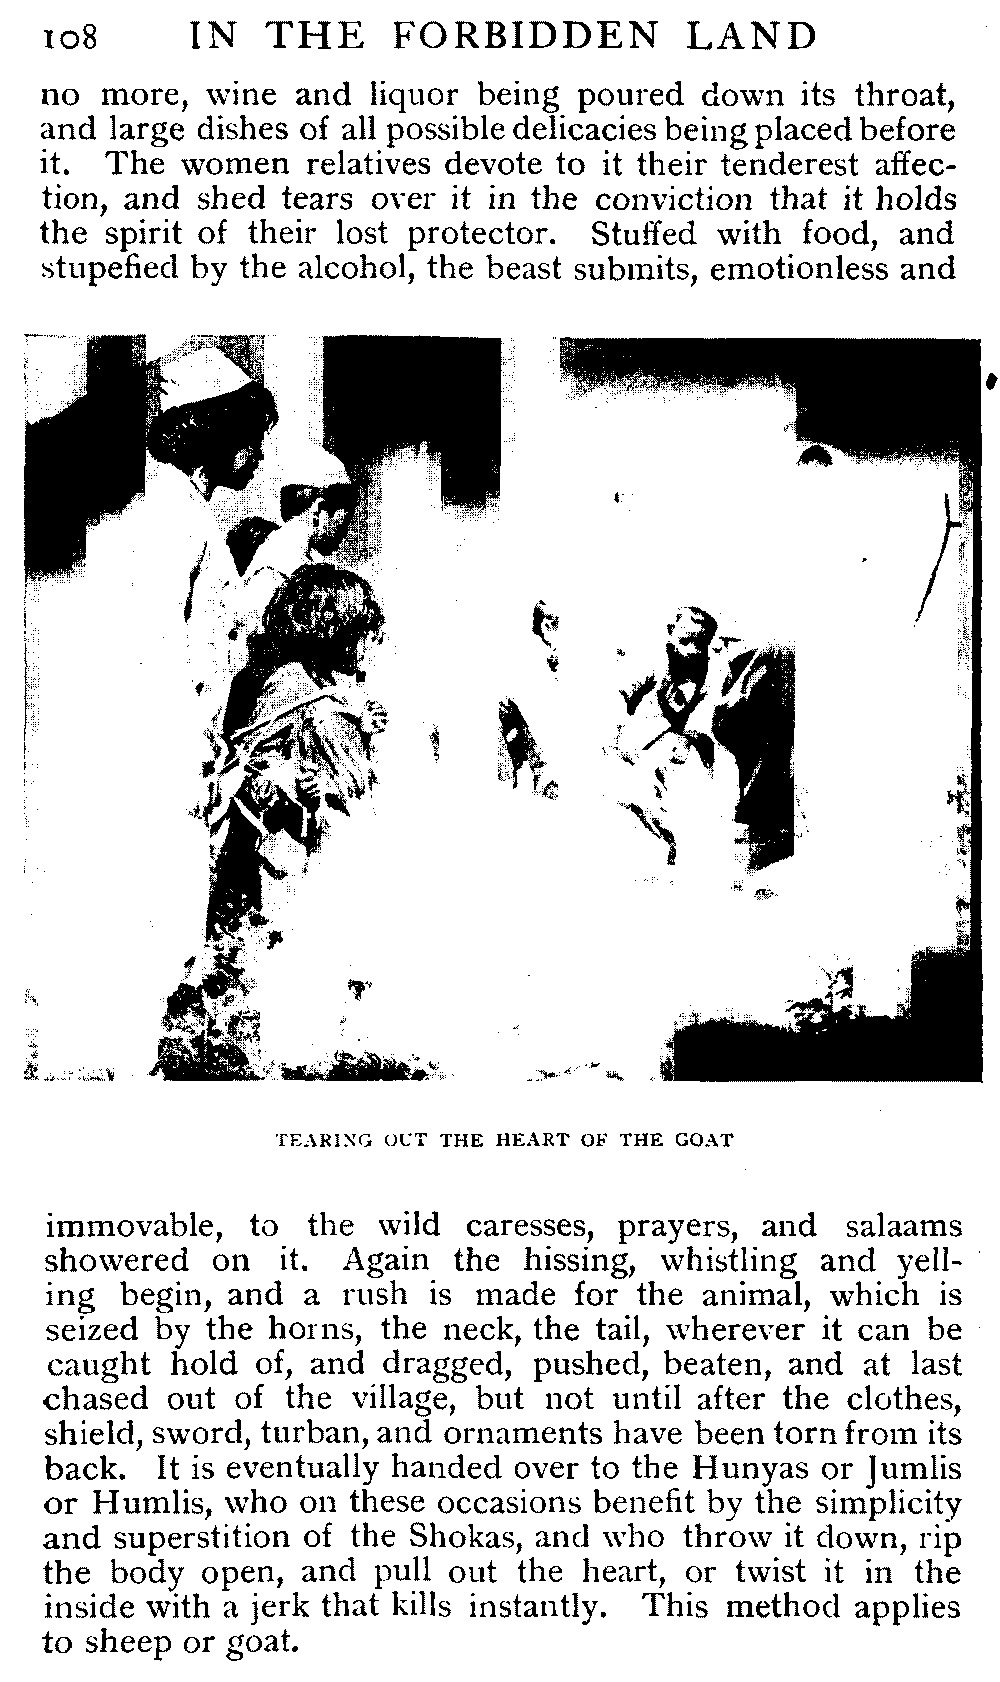 108 IN THE FORBIDDEN LAND
no more, wine and liquor being poured down its throat,
and large dishes of all possible delicacies being placed before
it. The women relatives devote to it their tenderest affec-
tion, and shed tears over it in the conviction that it holds
the spirit of their lost protector. Stuffed with food, and
stupefied by the alcohol, the beast submits, emotionless and
TEARING OUT THE HEART OF THE GOAT
immovable, to the wild caresses, prayers, and salaams
showered on it. Again the hissing, whistling and yell-
ing begin, and a rush is made for the animal, which is
seized by the horns, the neck, the tail, wherever it can be
caught hold of, and dragged, pushed, beaten, and at last
chased out of the village, but not until after the clothes,
shield, sword, turban, and ornaments have been torn from its
back. It is eventually handed over to the Hunyas or Jumlis
or Humlis, who on these occasions benefit by the simplicity
and superstition of the Shokas, and who throw it down, rip
the body open, and pull out the heart, or twist it in the
inside with a jerk that kills instantly. This method applies
to sheep or goat.